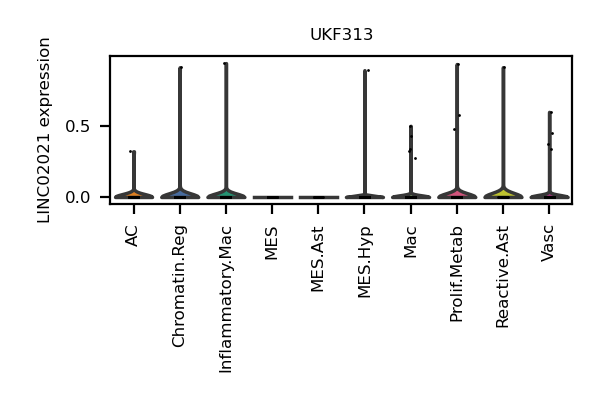 UKF313
LINC02021 expression
0.5
0.0
AC
Chromatin.Reg
Inflammatory.Mac
MES
MES.Ast
MES.Hyp
Mac
Prolif.Metab
Reactive.Ast
Vasc